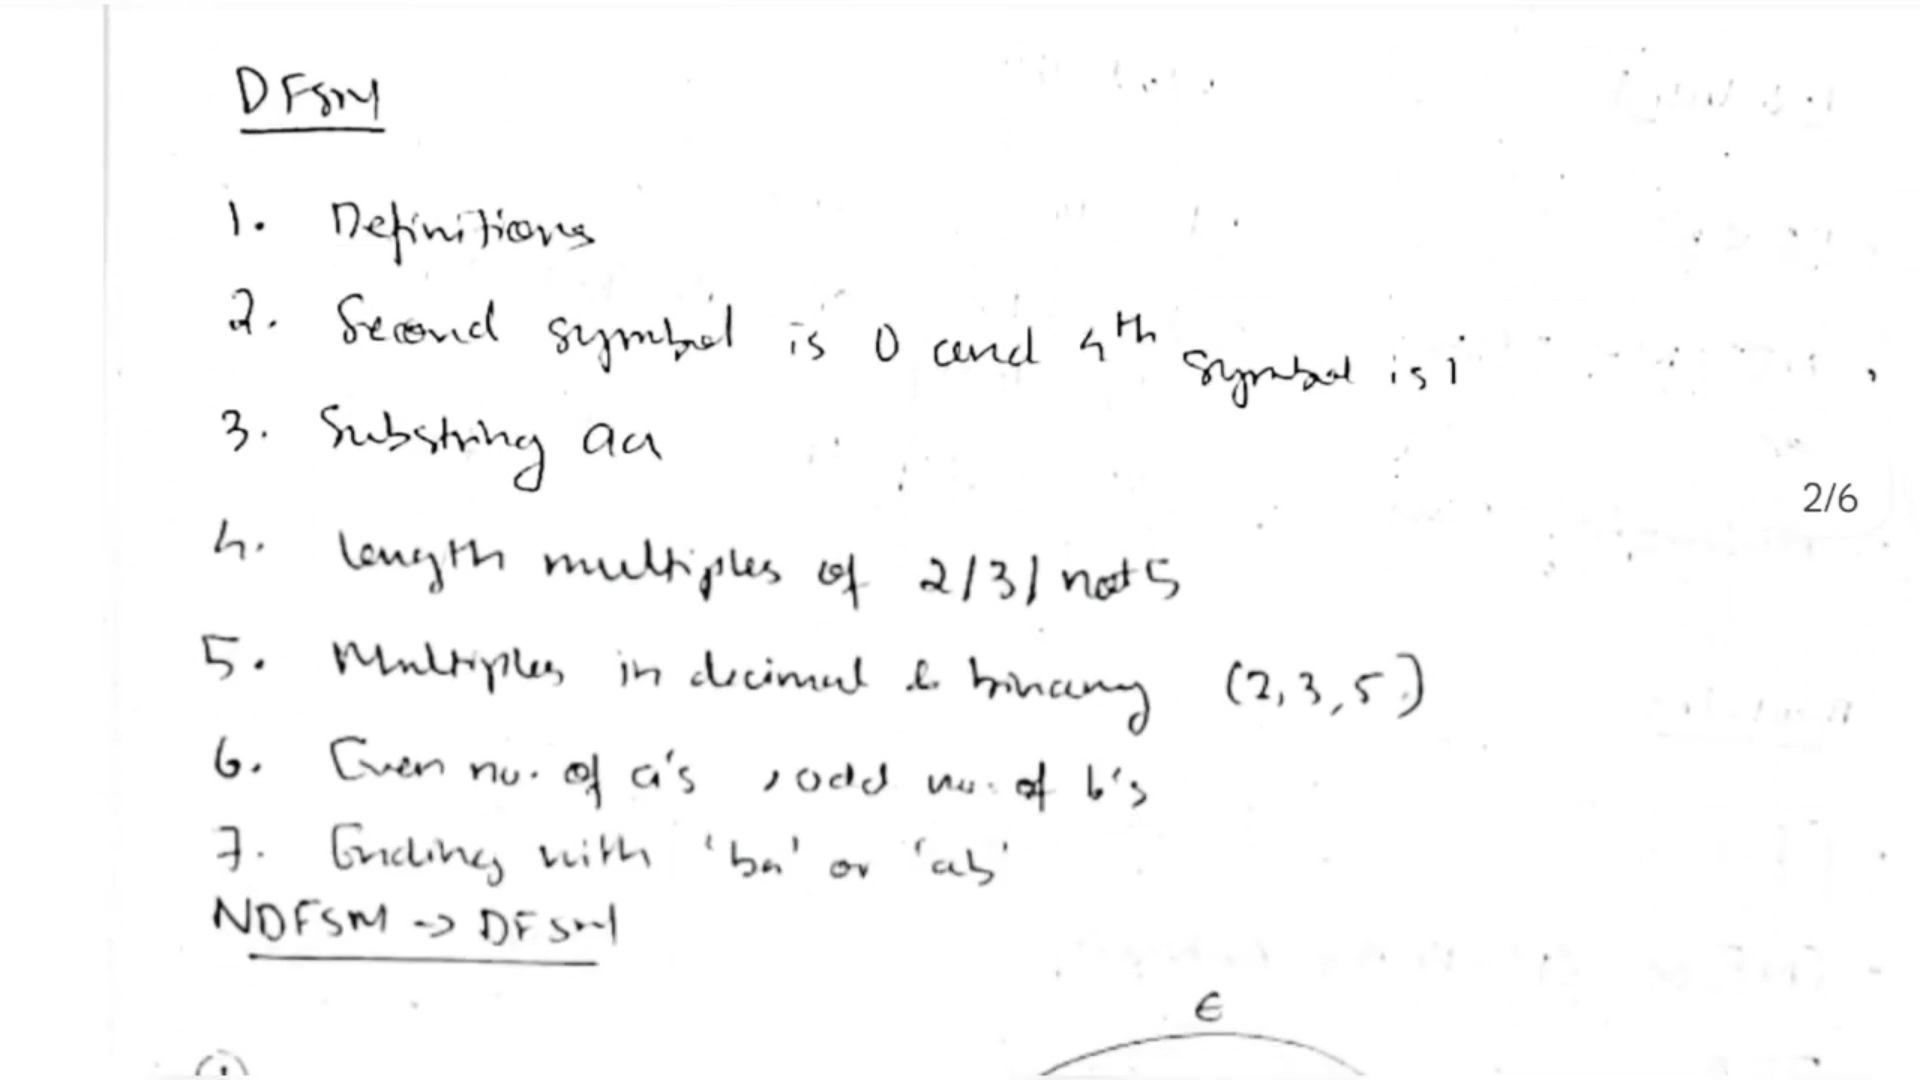 DFSM
1. Definitions
2. Second symbol is 0 and 4th symbol is 1
3. Substring aa
4. Length multiples of 2/3/not 5
2/6
5. Multiples in decimal & binary (2,3,5)
6. Even no. of a's , odd no. of b's
7. Ending with 'ba' or 'ab'
NDFSM -> DFSM
ϵ